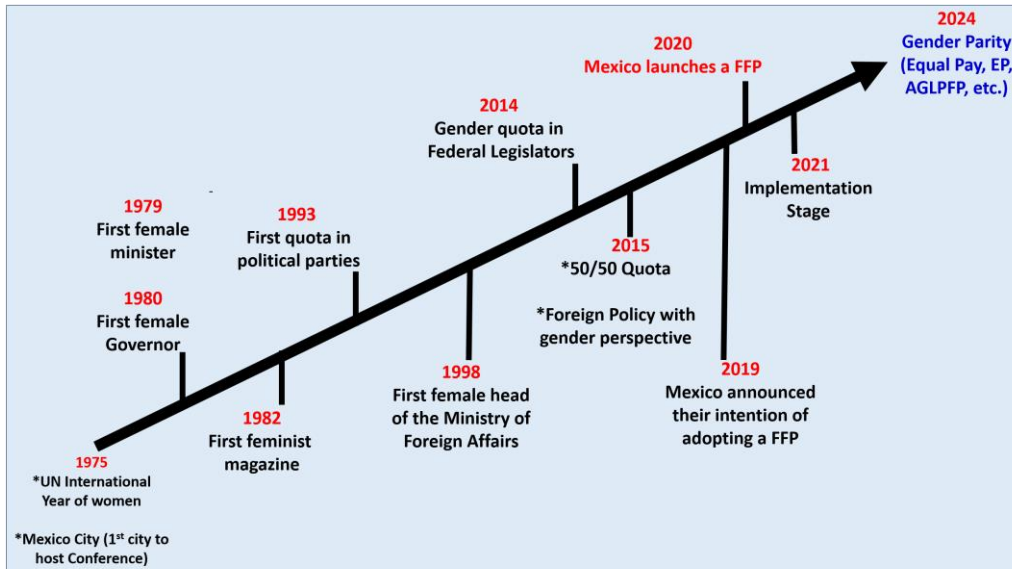 2024
Gender Parity
(Equal Pay, EP,
AGLPFP, etc.)
2020
Mexico launches a FFP
2014
Gender quota in
Federal Legislators
2021
Implementation
Stage
1979
First female
minister
1993
First quota in
political parties
2015
*50/50 Quota
*Foreign Policy with
gender perspective
1980
First female
Governor
1998
First female head
of the Ministry of
Foreign Affairs
2019
Mexico announced
their intention of
adopting a FFP
1982
First feminist
magazine
1975
*UN International
Year of women
*Mexico City (1st city to
host Conference)